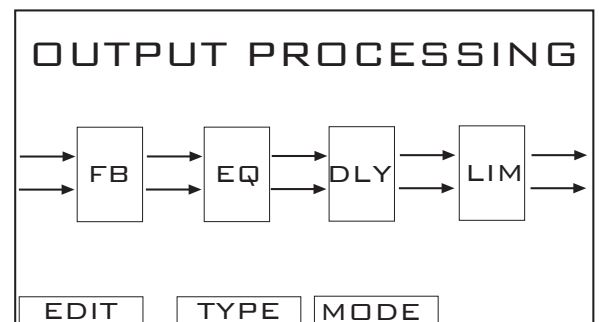 OUTPUT PROCESSING
FB EQ DLY LIM
EDIT TYPE MODE